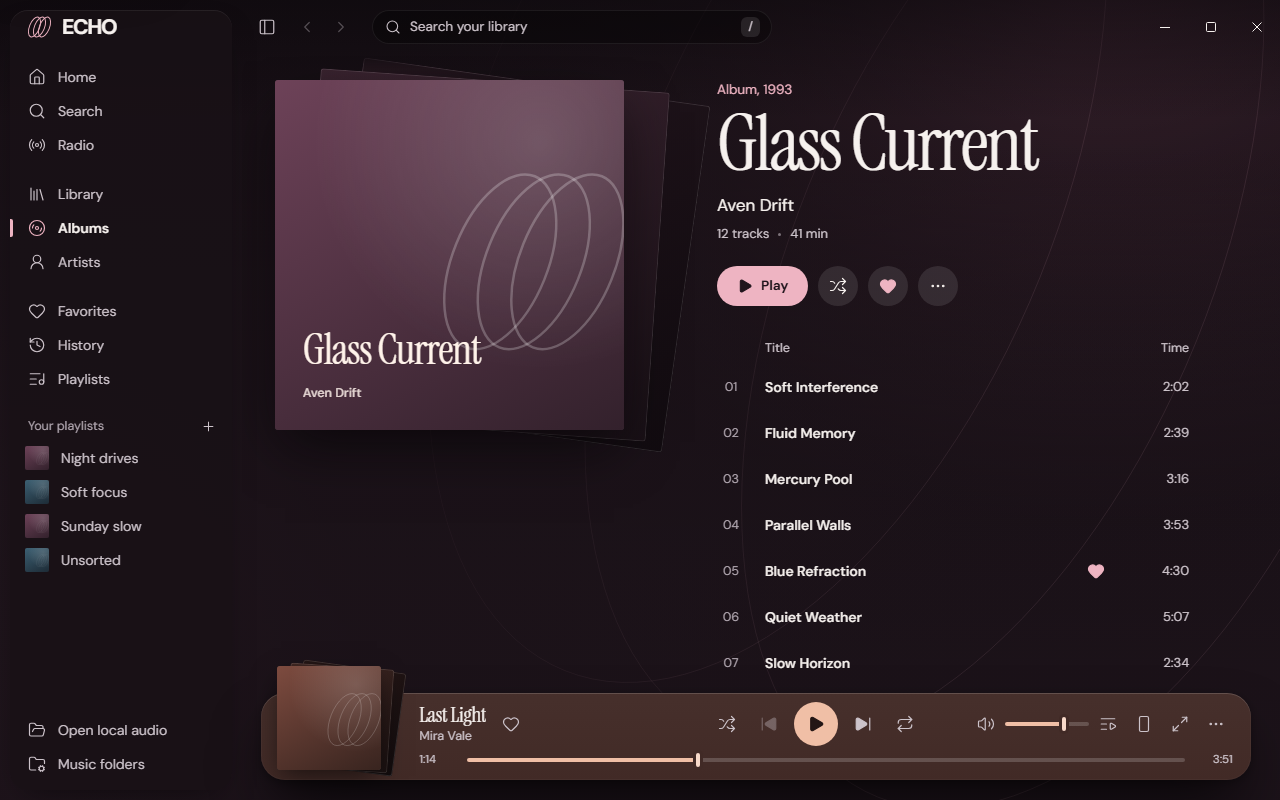 ECHO
Search your library
/
Home
Search
Radio
Library
Albums
Artists
Favorites
History
Playlists
Your playlists
Night drives
Soft focus
Sunday slow
Unsorted
Open local audio
Music folders
Glass Current
Aven Drift
Album, 1993
Glass Current
Aven Drift
12 tracks • 41 min
Play
Title Time
01 Soft Interference 2:02
02 Fluid Memory 2:39
03 Mercury Pool 3:16
04 Parallel Walls 3:53
05 Blue Refraction 4:30
06 Quiet Weather 5:07
07 Slow Horizon 2:34
Last Light
Mira Vale
1:14 3:51